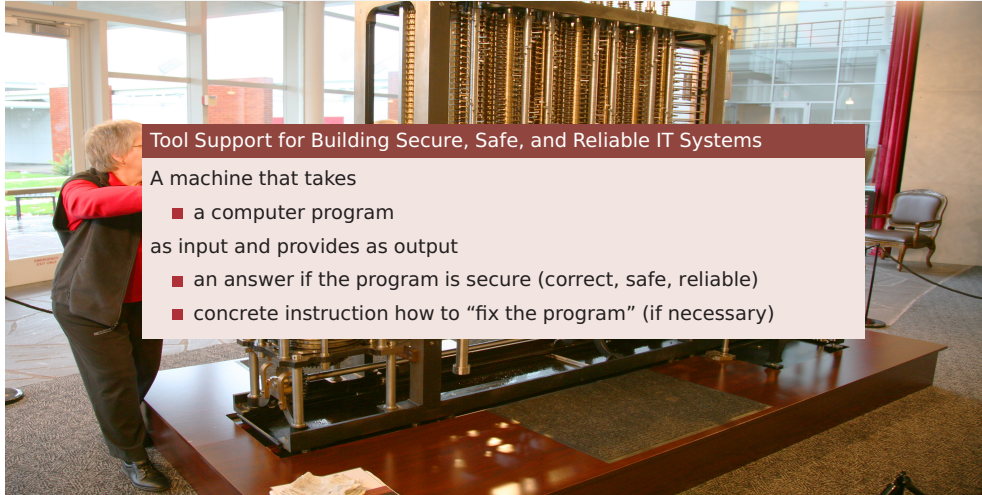 Tool Support for Building Secure, Safe, and Reliable IT Systems
A machine that takes
a computer program
as input and provides as output
an answer if the program is secure (correct, safe, reliable)
concrete instruction how to “fix the program” (if necessary)